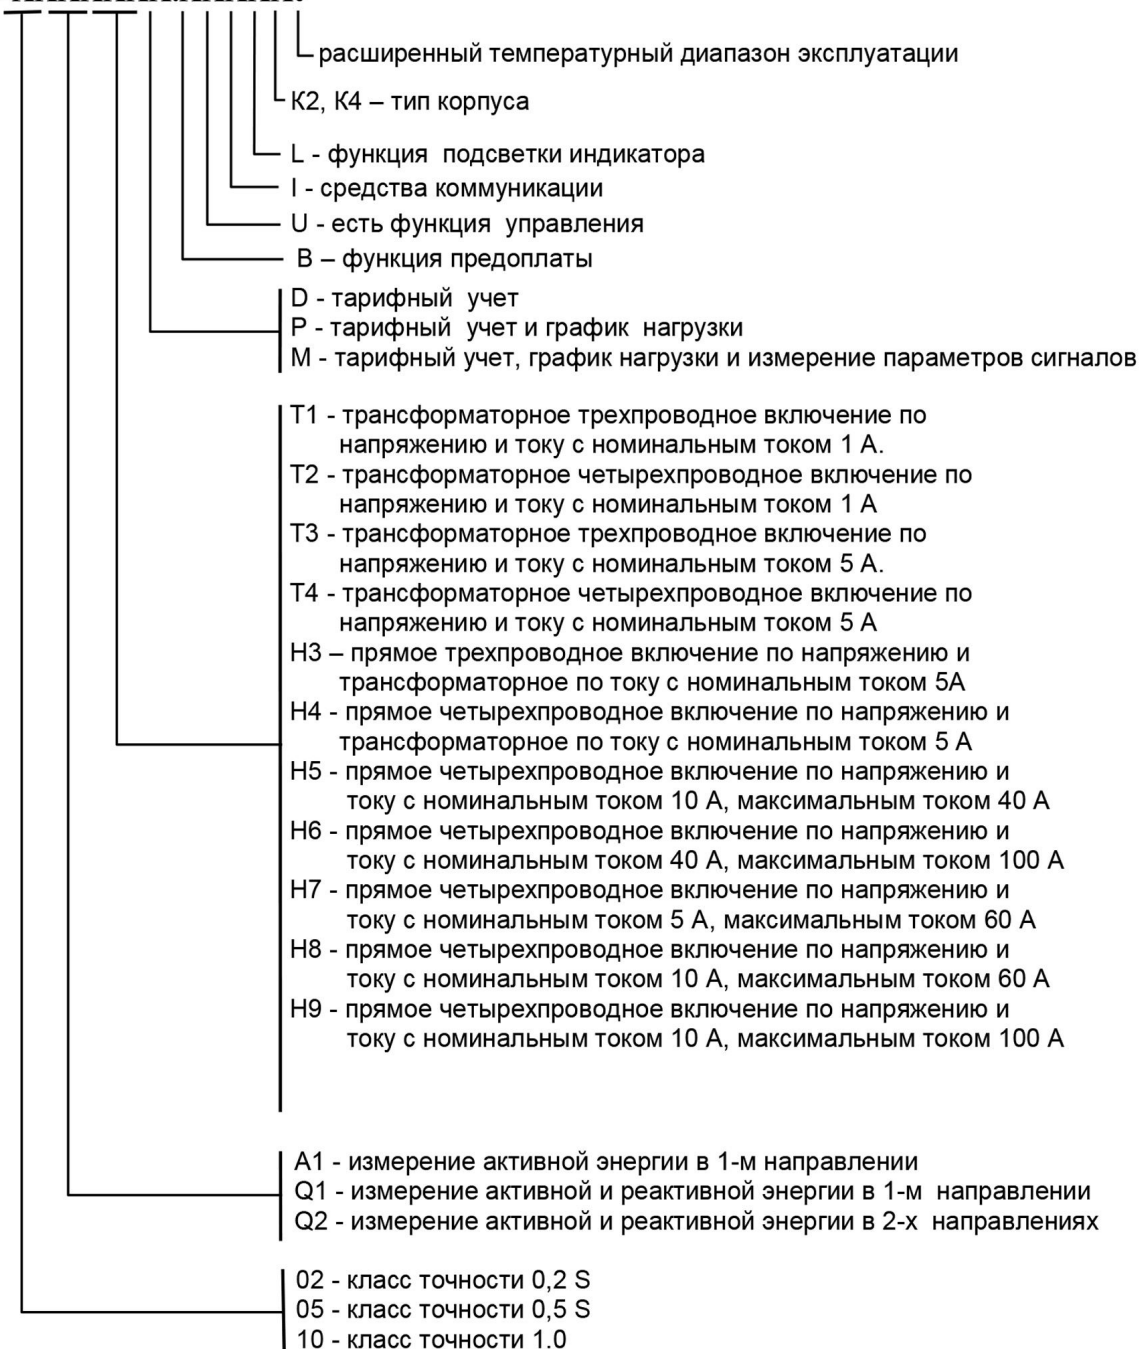 расширенный температурный диапазон эксплуатации
К2, К4 – тип корпуса
L - функция подсветки индикатора
I - средства коммуникации
U - есть функция управления
B – функция предоплаты
D - тарифный учет
P - тарифный учет и график нагрузки
M - тарифный учет, график нагрузки и измерение параметров сигналов
T1 - трансформаторное трехпроводное включение по
напряжению и току с номинальным током 1 А.
T2 - трансформаторное четырехпроводное включение по
напряжению и току с номинальным током 1 А
T3 - трансформаторное трехпроводное включение по
напряжению и току с номинальным током 5 А.
T4 - трансформаторное четырехпроводное включение по
напряжению и току с номинальным током 5 А
H3 – прямое трехпроводное включение по напряжению и
трансформаторное по току с номинальным током 5А
H4 - прямое четырехпроводное включение по напряжению и
трансформаторное по току с номинальным током 5 А
H5 - прямое четырехпроводное включение по напряжению и
току с номинальным током 10 А, максимальным током 40 А
H6 - прямое четырехпроводное включение по напряжению и
току с номинальным током 40 А, максимальным током 100 А
H7 - прямое четырехпроводное включение по напряжению и
току с номинальным током 5 А, максимальным током 60 А
H8 - прямое четырехпроводное включение по напряжению и
току с номинальным током 10 А, максимальным током 60 А
H9 - прямое четырехпроводное включение по напряжению и
току с номинальным током 10 А, максимальным током 100 А
A1 - измерение активной энергии в 1-м направлении
Q1 - измерение активной и реактивной энергии в 1-м направлении
Q2 - измерение активной и реактивной энергии в 2-х направлениях
02 - класс точности 0,2 S
05 - класс точности 0,5 S
10 - класс точности 1.0